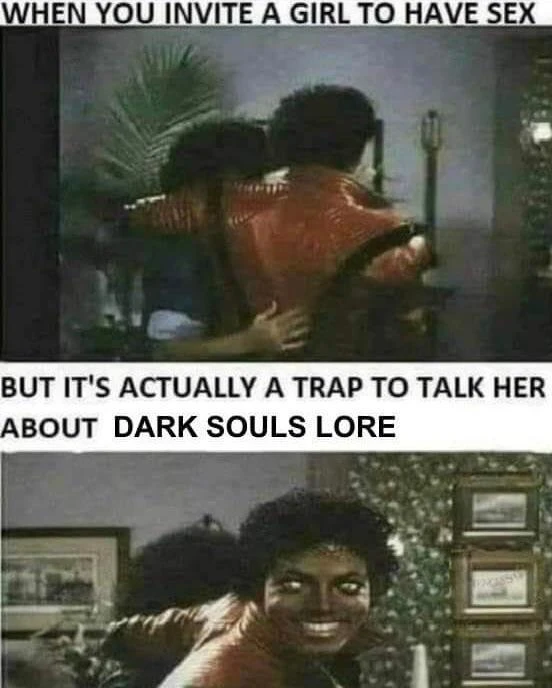 WHEN YOU INVITE A GIRL TO HAVE SEX
BUT IT'S ACTUALLY A TRAP TO TALK HER
ABOUT DARK SOULS LORE